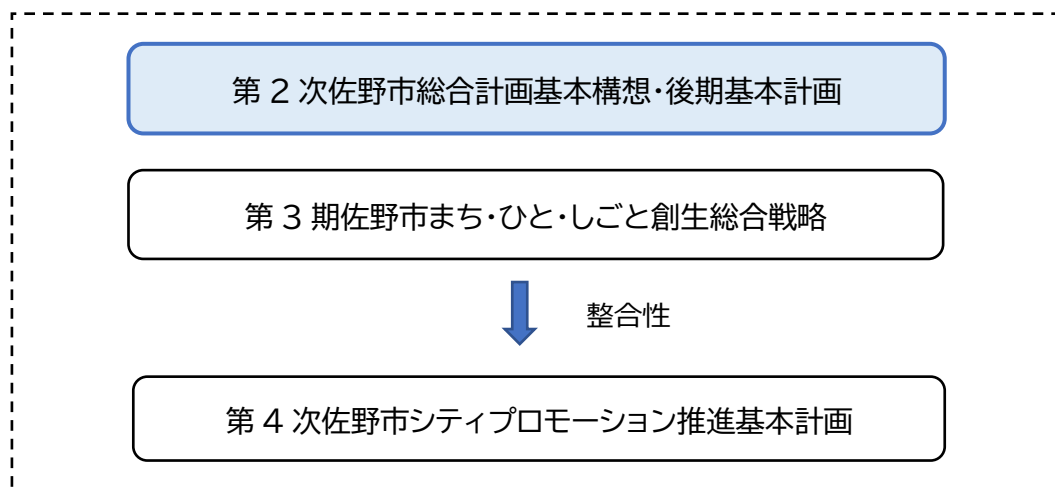 第2次佐野市総合計画基本構想・後期基本計画
第3期佐野市まち・ひと・しごと創生総合戦略
整合性
第4次佐野市シティプロモーション推進基本計画